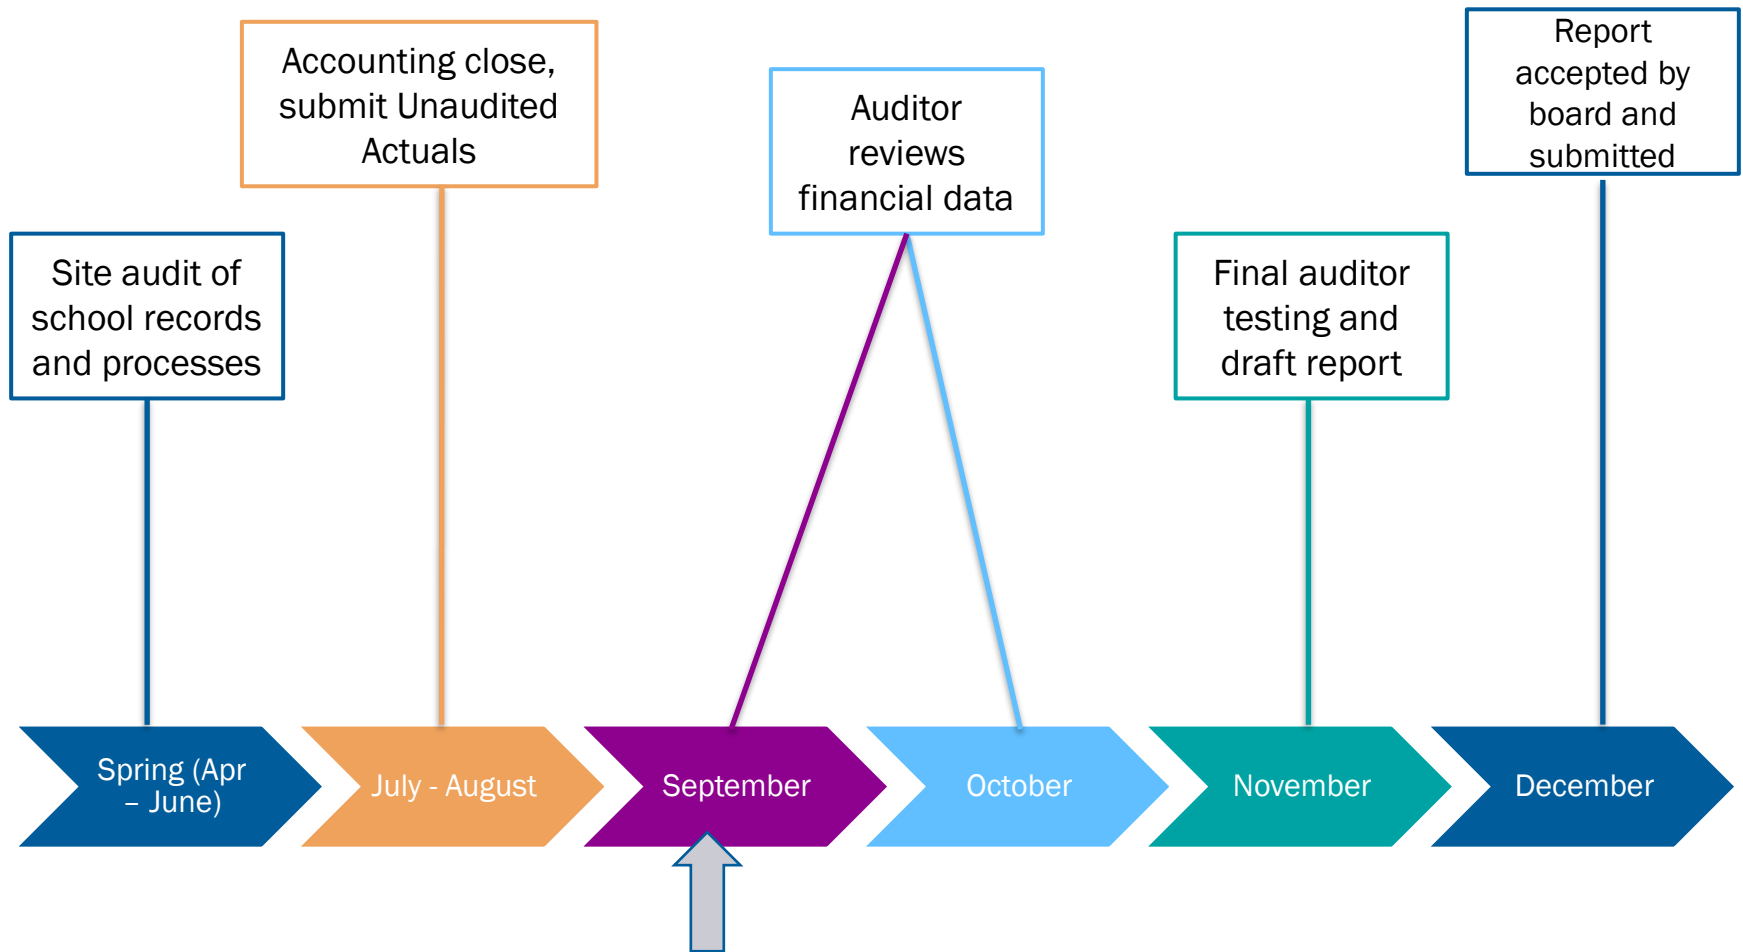 Accounting close,
submit Unaudited
Actuals
Report
accepted by
board and
submitted
Auditor
reviews
financial data
Site audit of
school records
and processes
Final auditor
testing and
draft report
Spring (Apr
– June)
July - August
September
October
November
December